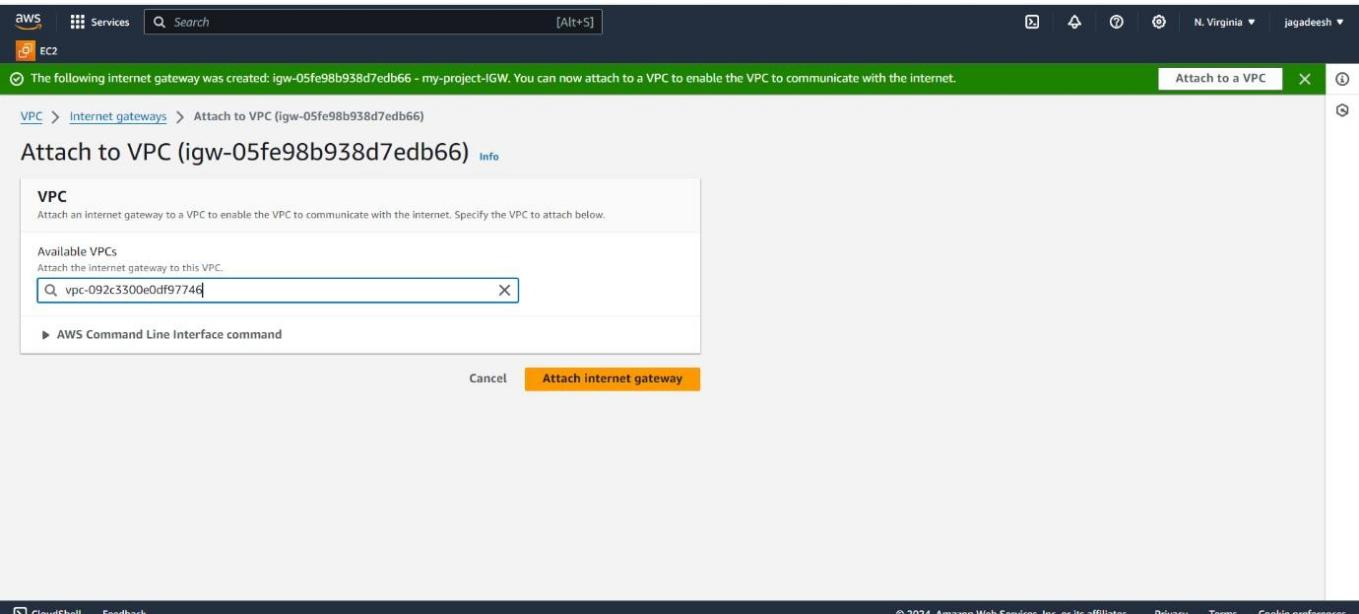 aws Services Search [Alt+S] N. Virginia ▼ jagadeesh ▼
EC2
The following internet gateway was created: igw-05fe98b938d7edb66 - my-project-IGW. You can now attach to a VPC to enable the VPC to communicate with the internet. Attach to a VPC
VPC > Internet gateways > Attach to VPC (igw-05fe98b938d7edb66)
Attach to VPC (igw-05fe98b938d7edb66) Info
VPC
Attach an internet gateway to a VPC to enable the VPC to communicate with the internet. Specify the VPC to attach below.
Available VPCs
Attach the internet gateway to this VPC.
vpc-092c3300e0df97746
▶ AWS Command Line Interface command
Cancel Attach internet gateway
CloudShell Feedback © 2024, Amazon Web Services, Inc. or its affiliates. Privacy Terms Cookie preferences